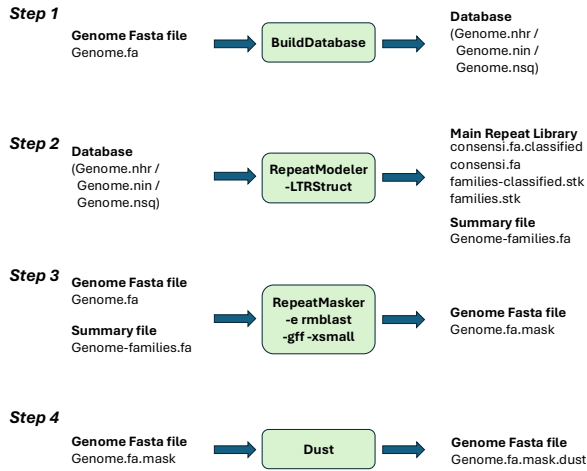 Step 1
Genome Fasta file
Genome.fa
BuildDatabase
Database
(Genome.nhr /
Genome.nin /
Genome.nsq)
Step 2
Database
(Genome.nhr /
Genome.nin /
Genome.nsq)
RepeatModeler
-LTRStruct
Main Repeat Library
consensi.fa.classified
consensi.fa
families-classified.stk
families.stk
Summary file
Genome-families.fa
Step 3
Genome Fasta file
Genome.fa
Summary file
Genome-families.fa
RepeatMasker
-e rmblast
-gff -xsmall
Genome Fasta file
Genome.fa.mask
Step 4
Genome Fasta file
Genome.fa.mask
Dust
Genome Fasta file
Genome.fa.mask.dust